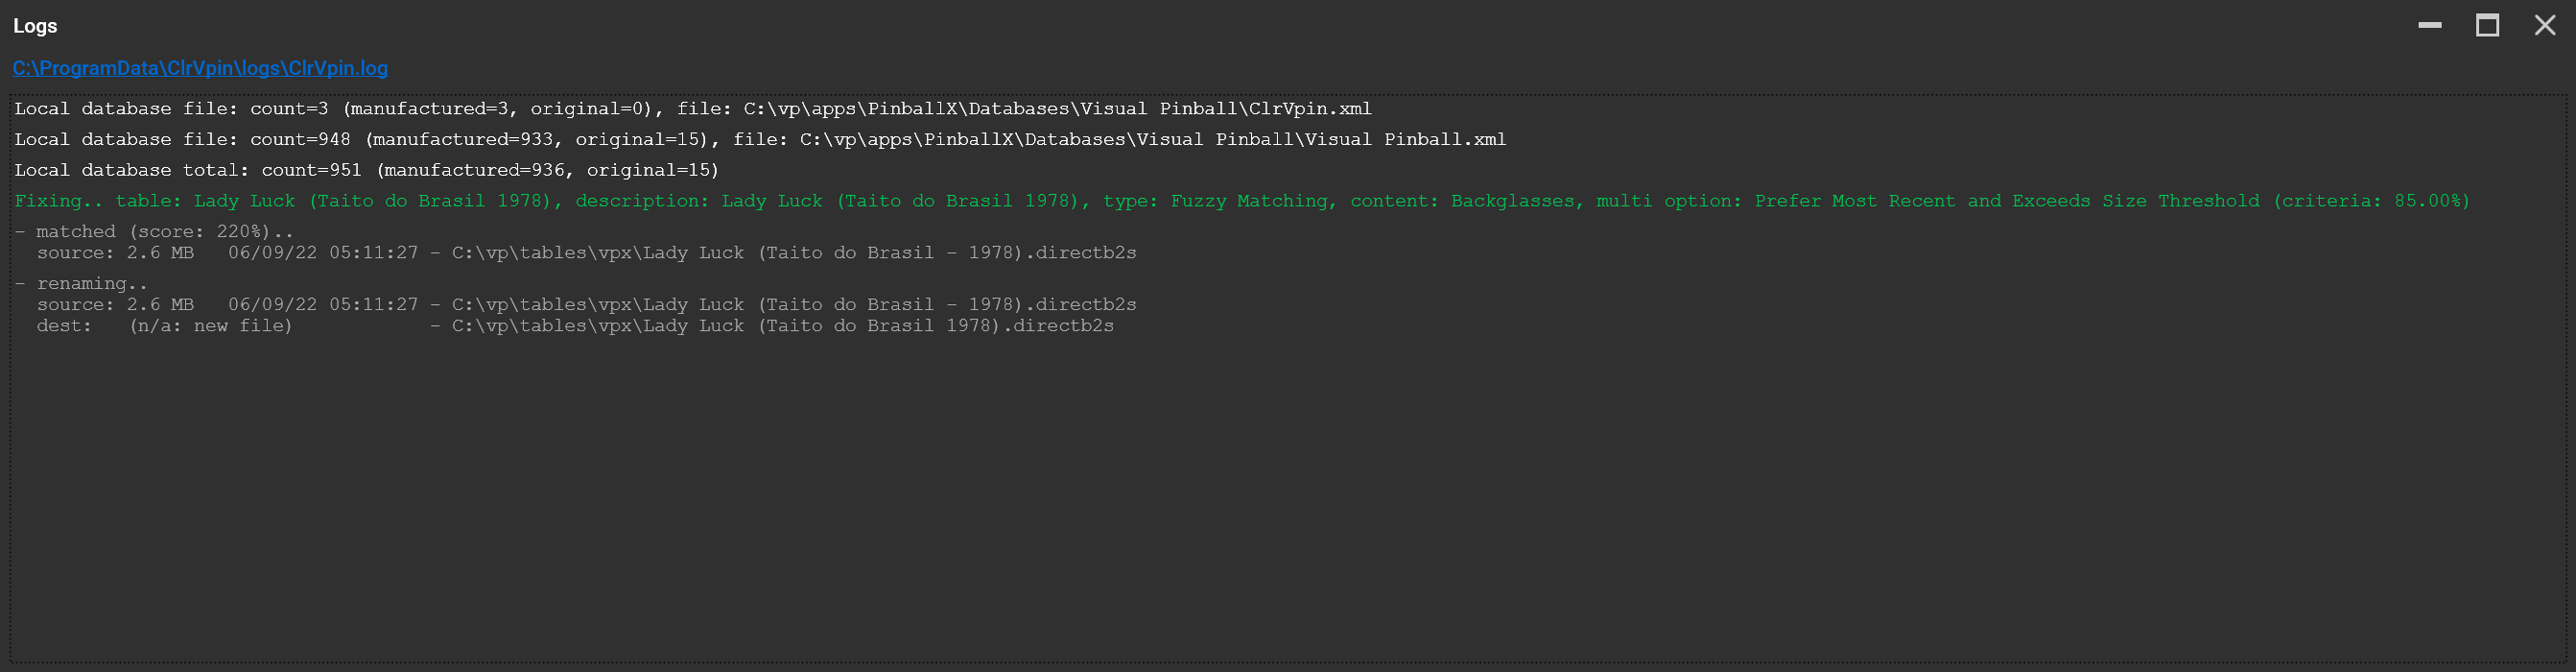 Logs
C:\ProgramData\ClrVpin\logs\ClrVpin.log
Local database file: count=3 (manufactured=3, original=0), file: C:\vp\apps\PinballX\Databases\Visual Pinball\ClrVpin.xml
Local database file: count=948 (manufactured=933, original=15), file: C:\vp\apps\PinballX\Databases\Visual Pinball\Visual Pinball.xml
Local database total: count=951 (manufactured=936, original=15)
Fixing.. table: Lady Luck (Taito do Brasil 1978), description: Lady Luck (Taito do Brasil 1978), type: Fuzzy Matching, content: Backglasses, multi option: Prefer Most Recent and Exceeds Size Threshold (criteria: 85.00%)
- matched (score: 220%)..
source: 2.6 MB   06/09/22 05:11:27 - C:\vp\tables\vpx\Lady Luck (Taito do Brasil - 1978).directb2s
- renaming..
source: 2.6 MB   06/09/22 05:11:27 - C:\vp\tables\vpx\Lady Luck (Taito do Brasil - 1978).directb2s
dest:   (n/a: new file)            - C:\vp\tables\vpx\Lady Luck (Taito do Brasil 1978).directb2s